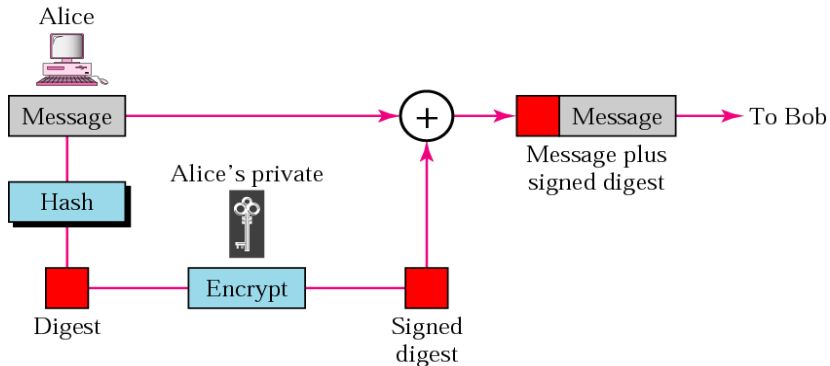 Alice
Message
+
Message
To Bob
Message plus
signed digest
Alice’s private
Hash
Encrypt
Digest
Signed
digest